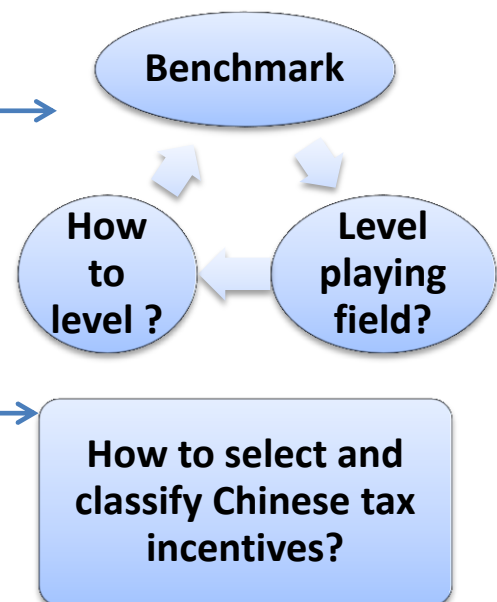 Benchmark
How
to
level ?
Level
playing
field?
How to select and
classify Chinese tax
incentives?